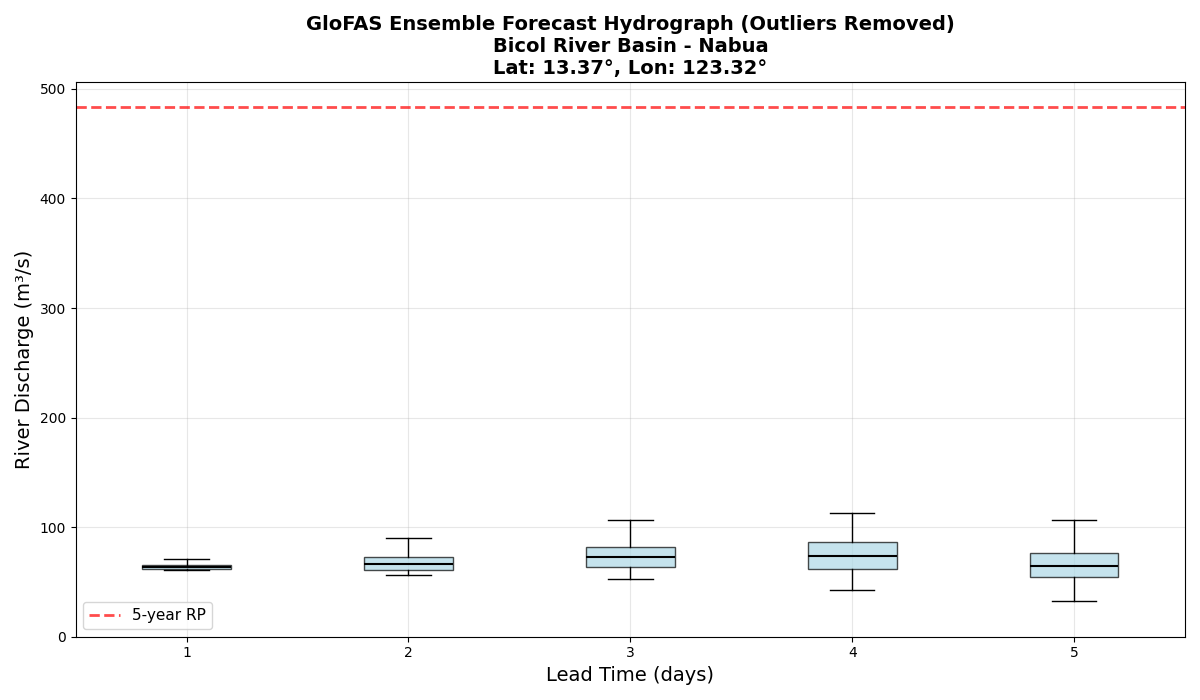 GloFAS Ensemble Forecast Hydrograph (Outliers Removed)
Bicol River Basin - Nabua
Lat: 13.37°, Lon: 123.32°
River Discharge (m³/s)
500
400
300
200
100
0
5-year RP
1 2 3 4 5
Lead Time (days)